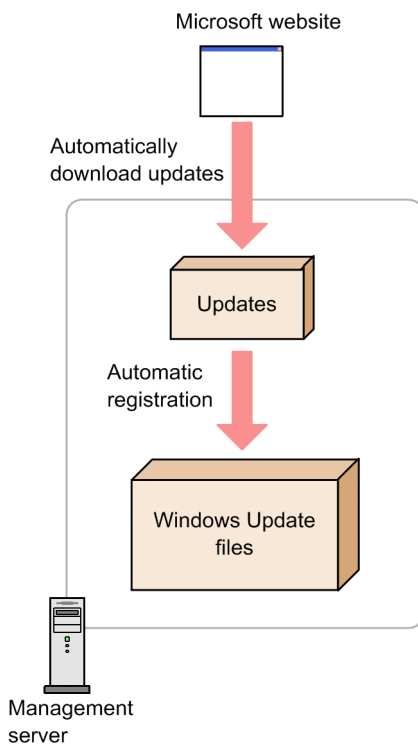 Microsoft website
Automatically
download updates
Updates
Automatic
registration
Windows Update
files
Management
server